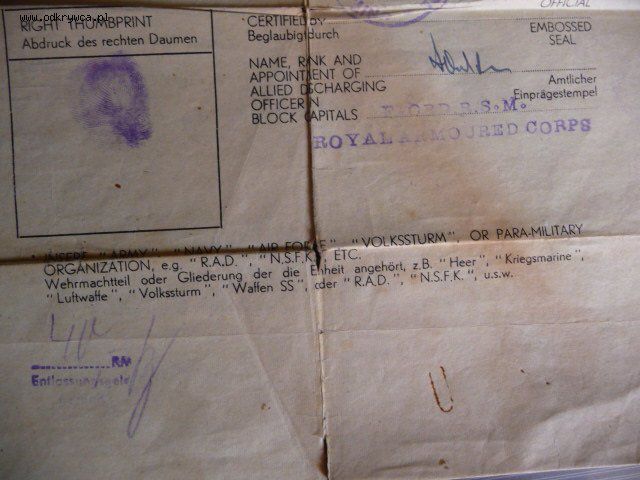 www.odkrywca.pl
OFFICIAL
RIGHT THUMBPRINT
Abdruck des rechten Daumen
CERTIFIED BY
Beglaubigt durch
EMBOSSED
SEAL
NAME, RANK AND
APPOINTMENT OF
ALLIED DISCHARGING
OFFICER IN
BLOCK CAPITALS
Amtlicher
Einprägestempel
R.S.M.
ROYAL ARMOURED CORPS
* INSERT "ARMY", "NAVY", "AIR FORCE", "VOLKSSTURM", OR PARA-MILITARY
ORGANIZATION, e.g. "R.A.D.", "N.S.F.K.", ETC.
Wehrmachtteil oder Gliederung der die Einheit angehört, z.B. "Heer", "Kriegsmarine",
"Luftwaffe", "Volkssturm", "Waffen SS", oder "R.A.D.", "N.S.F.K.", u.s.w.
RM